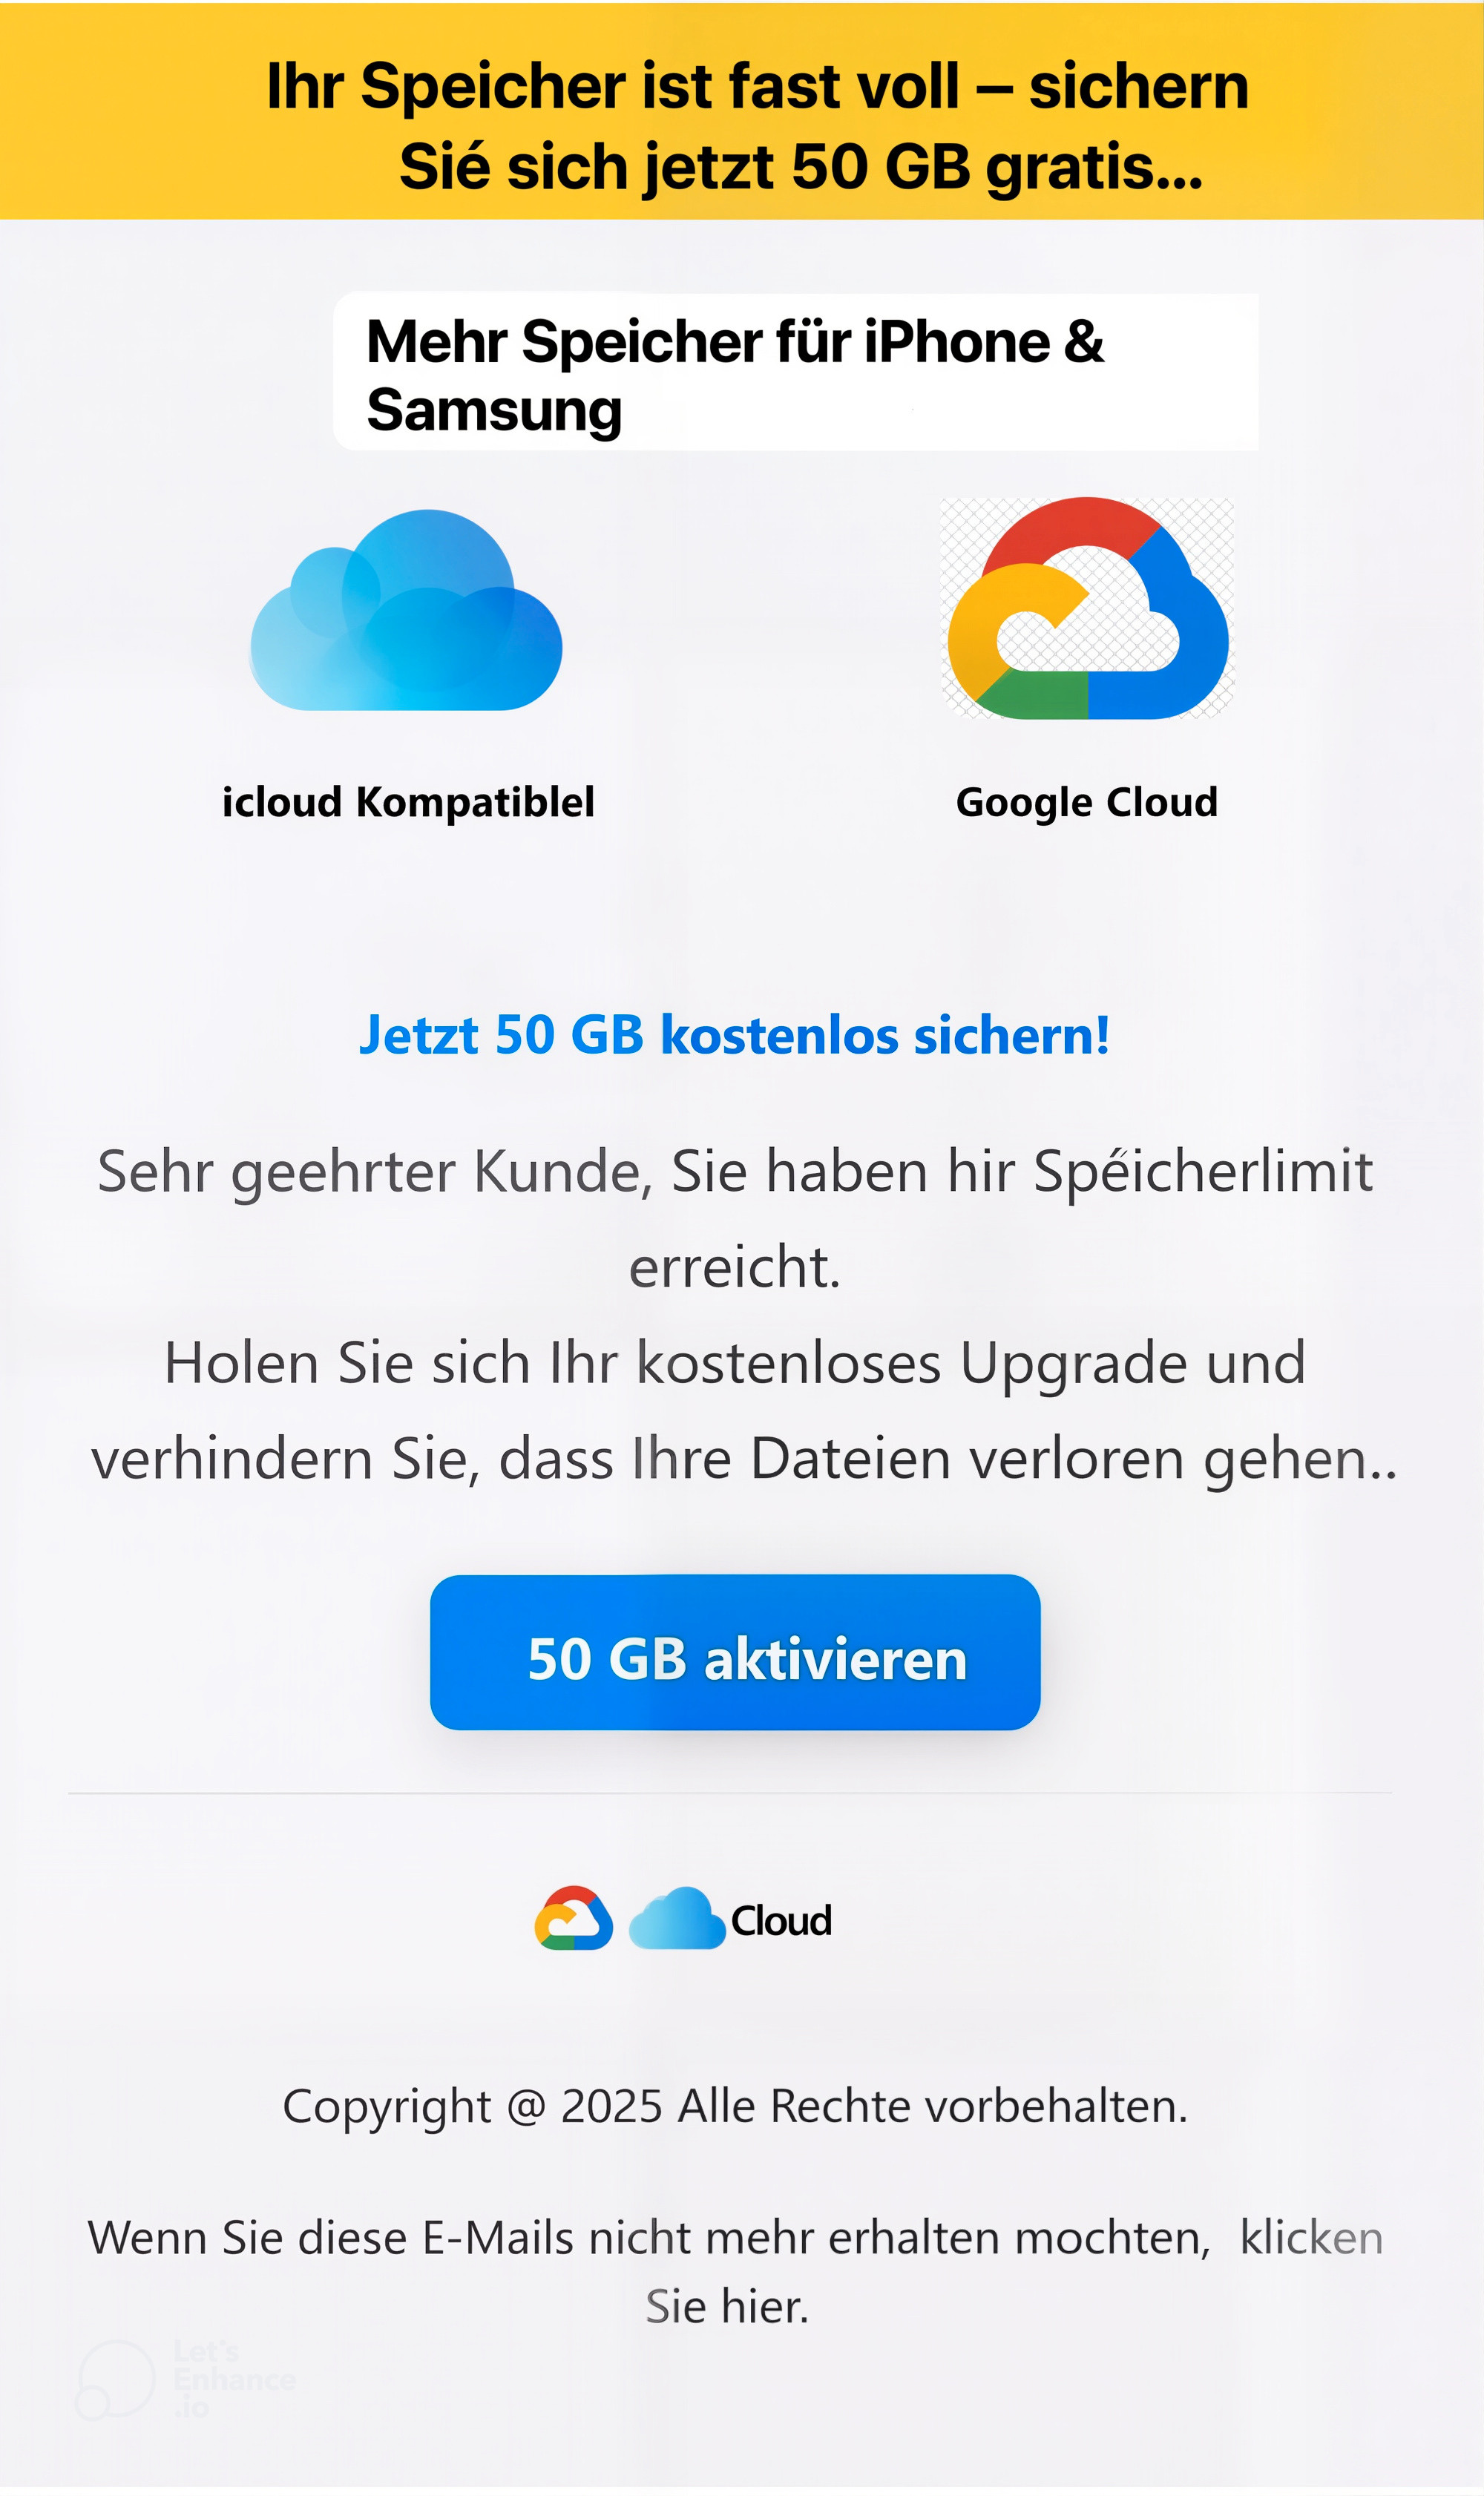 Ihr Speicher ist fast voll – sichern
Sié sich jetzt 50 GB gratis...
Mehr Speicher für iPhone &
Samsung
icloud Kompatiblel
Google Cloud
Jetzt 50 GB kostenlos sichern!
Sehr geehrter Kunde, Sie haben hir Spéicherlimit
erreicht.
Holen Sie sich Ihr kostenloses Upgrade und
verhindern Sie, dass Ihre Dateien verloren gehen..
50 GB aktivieren
Cloud
Copyright @ 2025 Alle Rechte vorbehalten.
Wenn Sie diese E-Mails nicht mehr erhalten mochten, klicken
Sie hier.
Let's
Enhance
.io